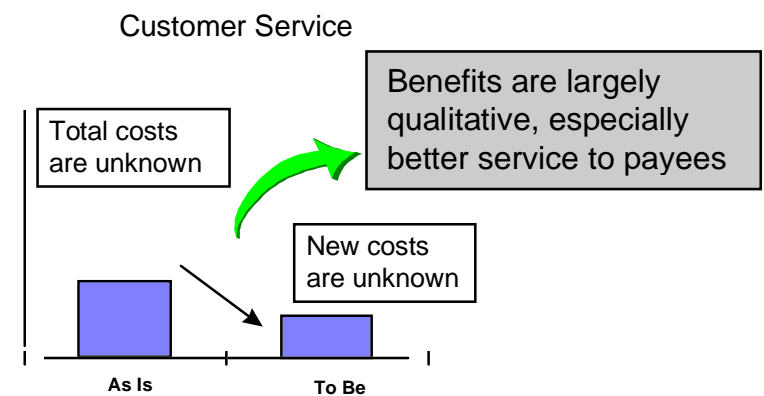 Customer Service
Benefits are largely
qualitative, especially
better service to payees
Total costs
are unknown
New costs
are unknown
As Is
To Be